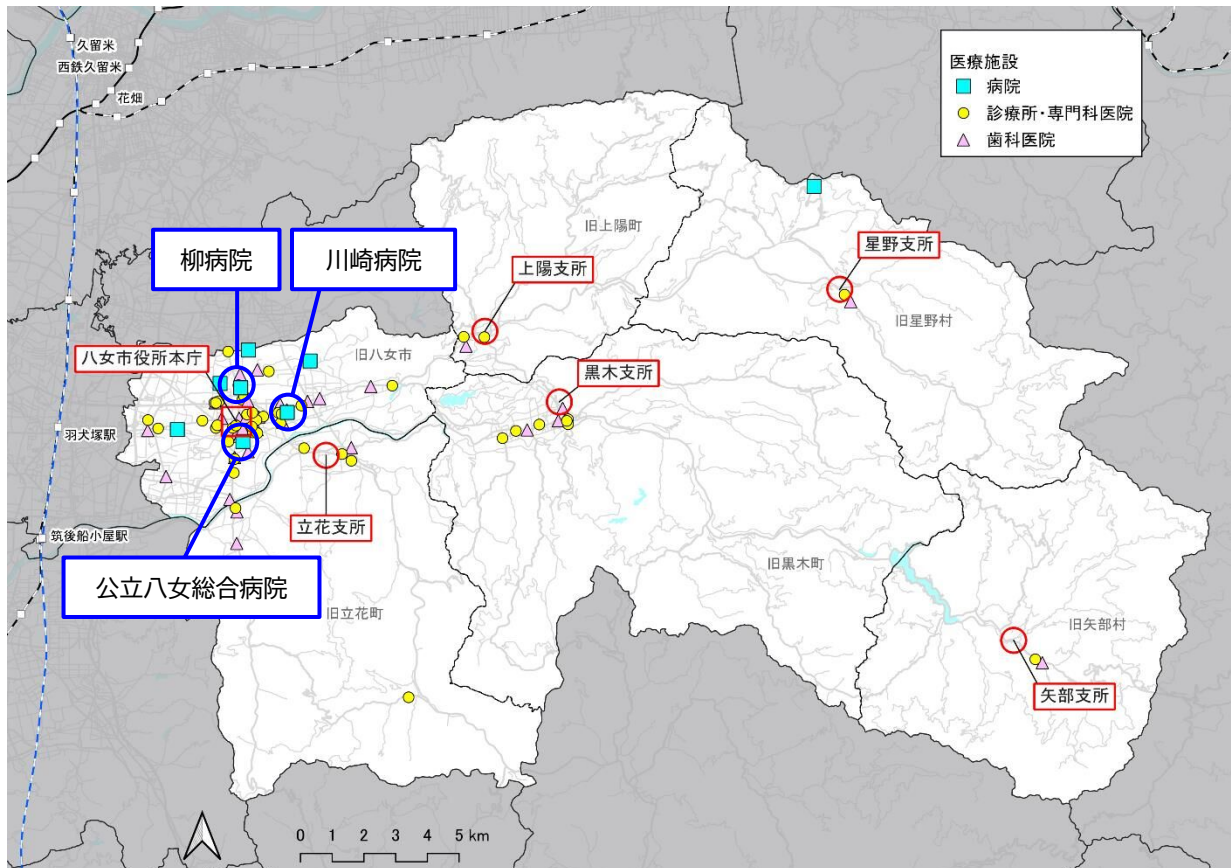 久留米
西鉄久留米
花畑
医療施設
病院
診療所・専門科医院
歯科医院
旧上陽町
星野支所
柳病院
川崎病院
上陽支所
旧星野村
八女市役所本庁
旧八女市
黒木支所
羽犬塚駅
立花支所
筑後船小屋駅
旧黒木町
公立八女総合病院
旧立花町
旧矢部村
矢部支所
0 1 2 3 4 5 km